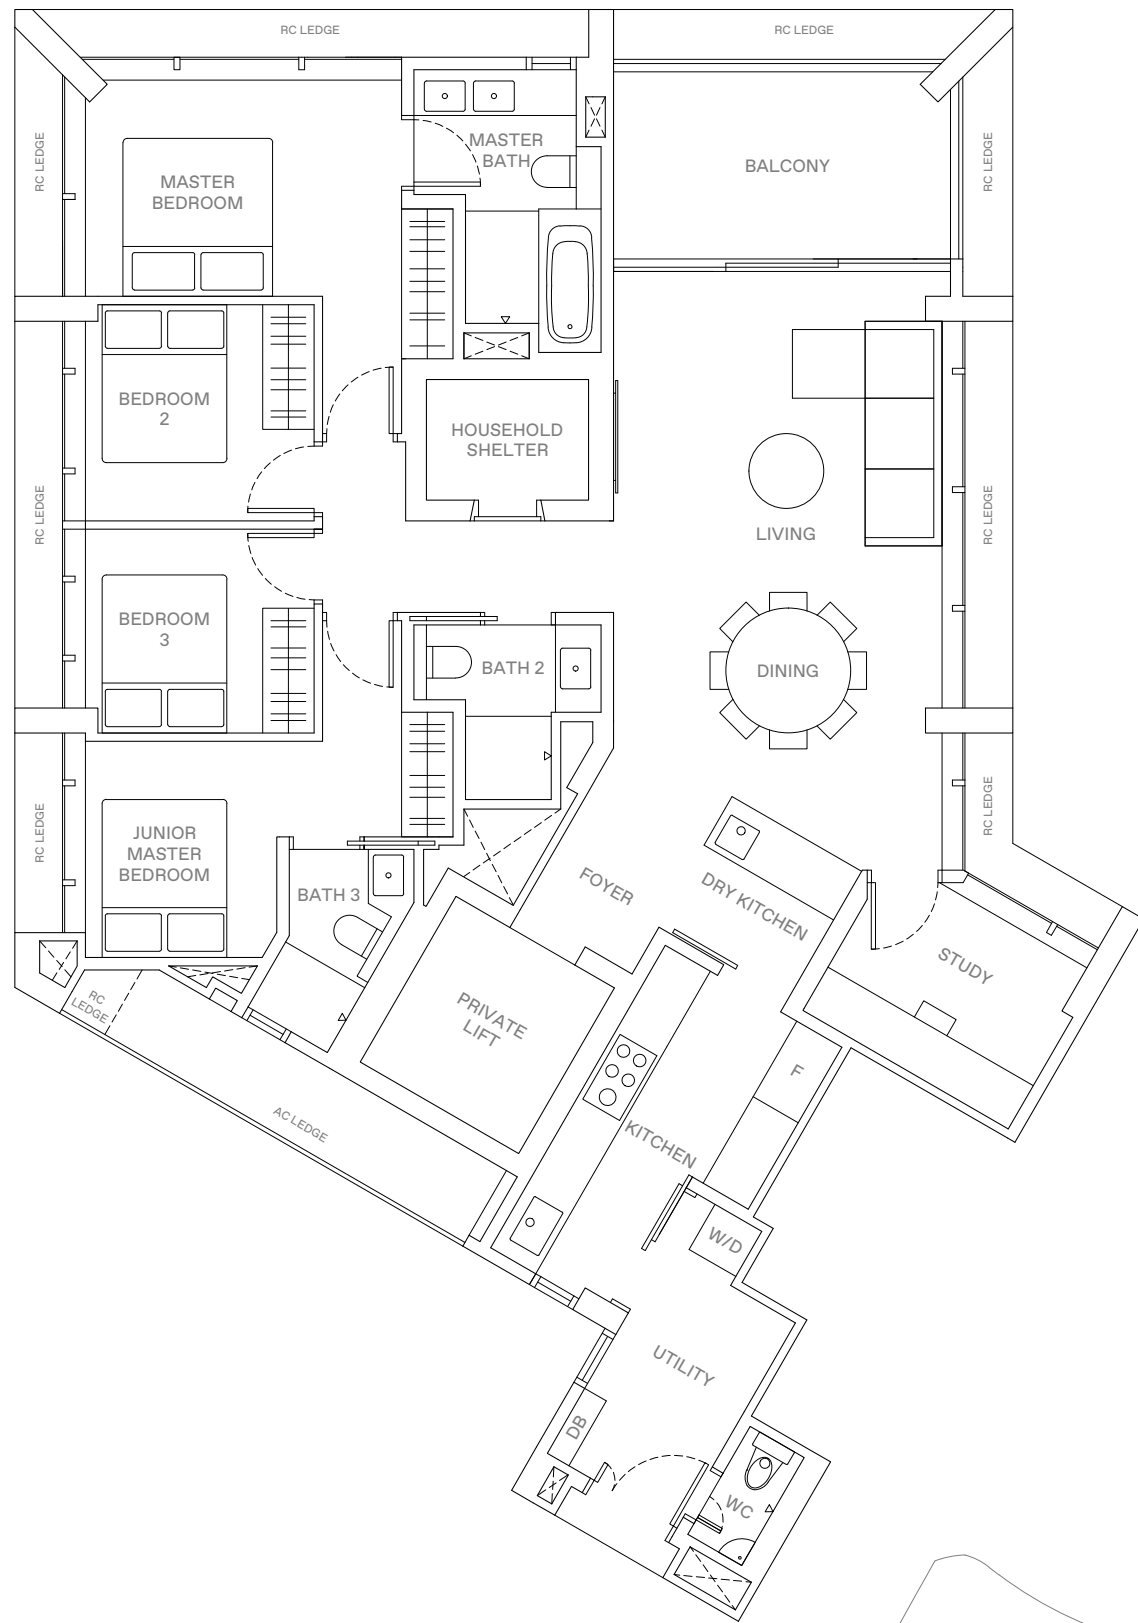 RC LEDGE
RC LEDGE
RC LEDGE
MASTER
BATH
BALCONY
RC LEDGE
MASTER
BEDROOM
BEDROOM
2
HOUSEHOLD
SHELTER
RC LEDGE
LIVING
RC LEDGE
BEDROOM
3
BATH 2
DINING
RC LEDGE
JUNIOR
MASTER
BEDROOM
BATH 3
FOYER
DRY KITCHEN
RC LEDGE
STUDY
RC
LEDGE
PRIVATE
LIFT
F
AC LEDGE
KITCHEN
W/D
UTILITY
DB
WC